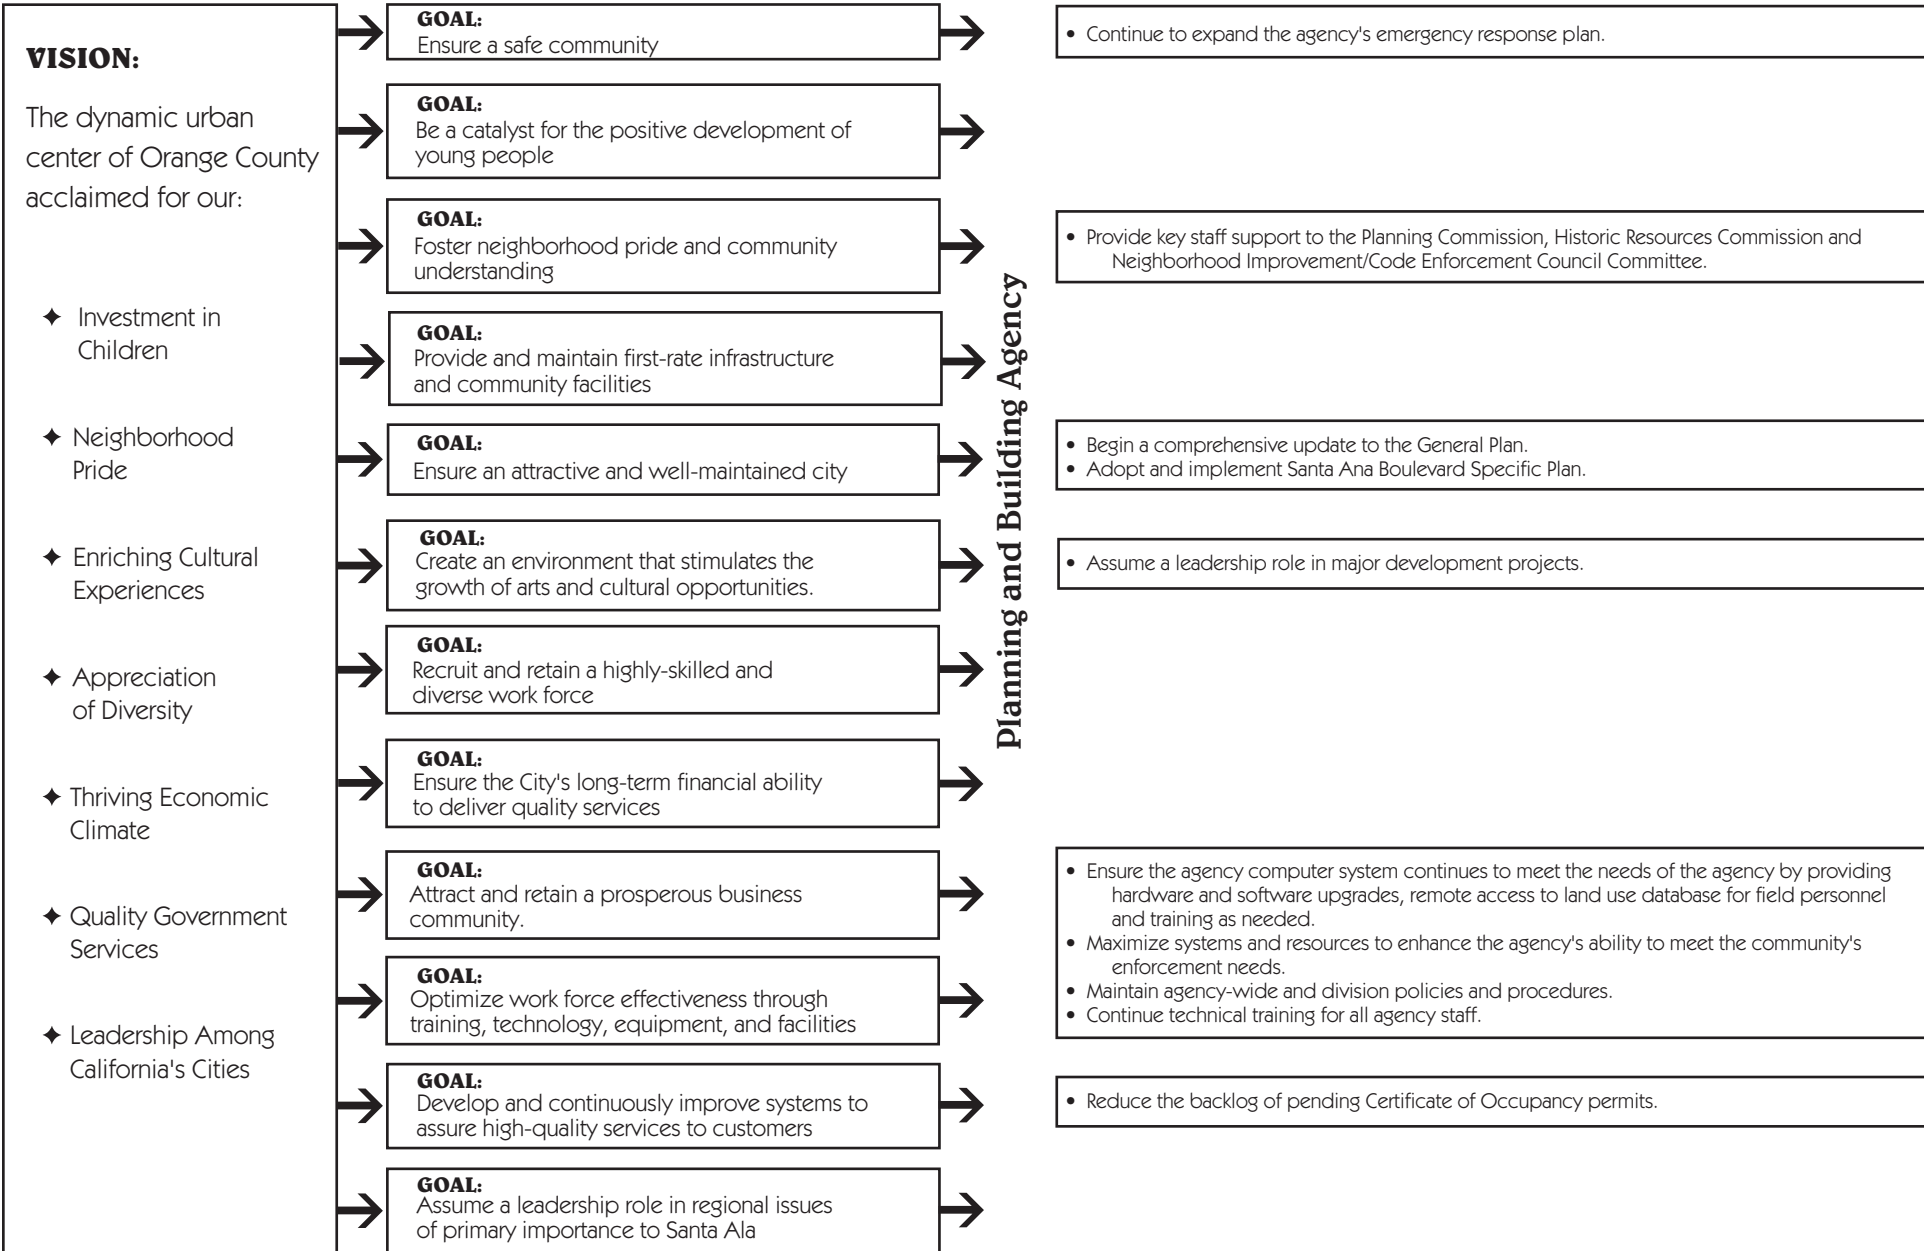 VISION:
The dynamic urban
center of Orange County
acclaimed for our:
✦ Investment in
Children
✦ Neighborhood
Pride
✦ Enriching Cultural
Experiences
✦ Appreciation
of Diversity
✦ Thriving Economic
Climate
✦ Quality Government
Services
✦ Leadership Among
California's Cities
GOAL:
Ensure a safe community
GOAL:
Be a catalyst for the positive development of
young people
GOAL:
Foster neighborhood pride and community
understanding
GOAL:
Provide and maintain first-rate infrastructure
and community facilities
GOAL:
Ensure an attractive and well-maintained city
GOAL:
Create an environment that stimulates the
growth of arts and cultural opportunities.
GOAL:
Recruit and retain a highly-skilled and
diverse work force
GOAL:
Ensure the City's long-term financial ability
to deliver quality services
GOAL:
Attract and retain a prosperous business
community.
GOAL:
Optimize work force effectiveness through
training, technology, equipment, and facilities
GOAL:
Develop and continuously improve systems to
assure high-quality services to customers
GOAL:
Assume a leadership role in regional issues
of primary importance to Santa Ala
Planning and Building Agency
• Continue to expand the agency's emergency response plan.
• Provide key staff support to the Planning Commission, Historic Resources Commission and
Neighborhood Improvement/Code Enforcement Council Committee.
• Begin a comprehensive update to the General Plan.
• Adopt and implement Santa Ana Boulevard Specific Plan.
• Assume a leadership role in major development projects.
• Ensure the agency computer system continues to meet the needs of the agency by providing
hardware and software upgrades, remote access to land use database for field personnel
and training as needed.
• Maximize systems and resources to enhance the agency's ability to meet the community's
enforcement needs.
• Maintain agency-wide and division policies and procedures.
• Continue technical training for all agency staff.
• Reduce the backlog of pending Certificate of Occupancy permits.